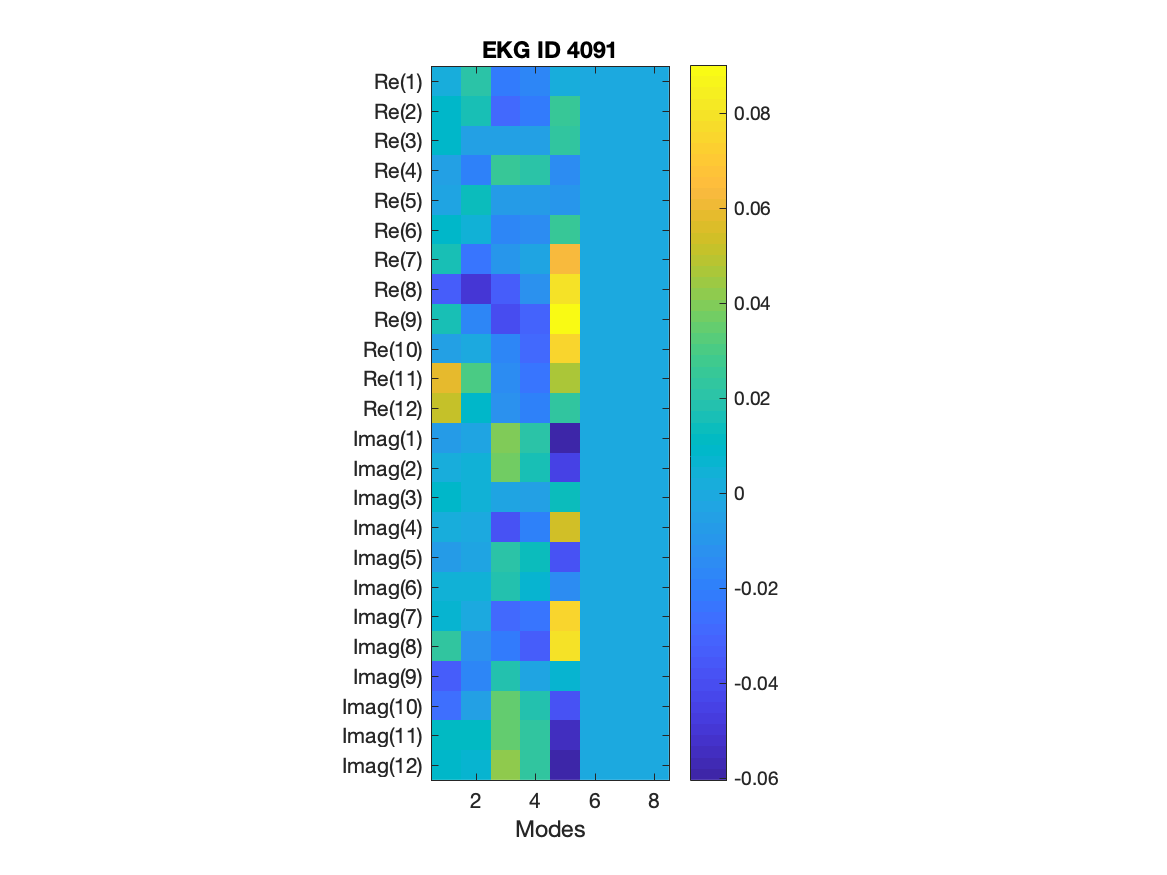 EKG ID 4091
Re(1)
Re(2)
Re(3)
Re(4)
Re(5)
Re(6)
Re(7)
Re(8)
Re(9)
Re(10)
Re(11)
Re(12)
Imag(1)
Imag(2)
Imag(3)
Imag(4)
Imag(5)
Imag(6)
Imag(7)
Imag(8)
Imag(9)
Imag(10)
Imag(11)
Imag(12)
2 4 6 8
Modes
0.08
0.06
0.04
0.02
0
-0.02
-0.04
-0.06